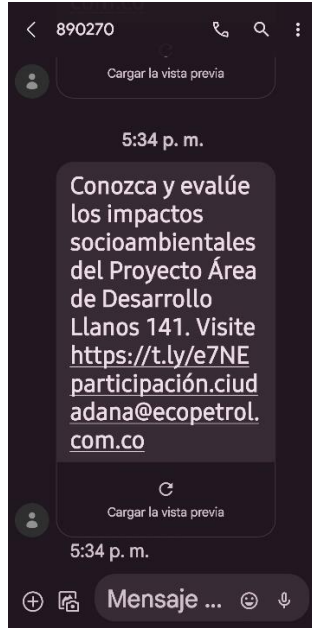 890270
Cargar la vista previa
5:34 p. m.
Conozca y evalúe
los impactos
socioambientales
del Proyecto Área
de Desarrollo
Llanos 141. Visite
https://t.ly/e7NE
participación.ciud
adana@ecopetrol.
com.co
Cargar la vista previa
5:34 p. m.
Mensaje ...